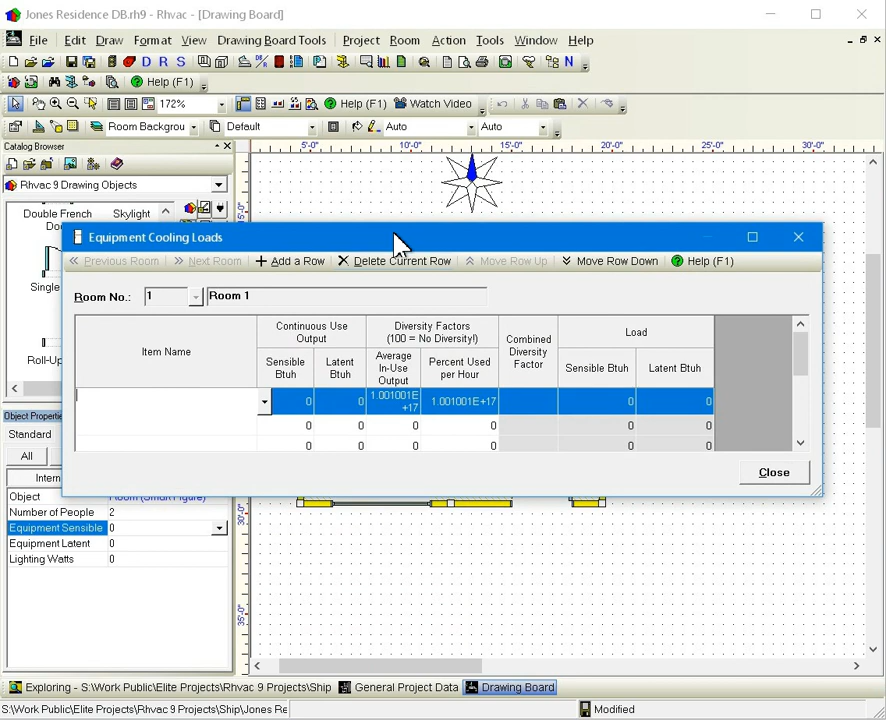 Jones Residence DB.rh9 - Rhvac - [Drawing Board]
File Edit Draw Format View Drawing Board Tools Project Room Action Tools Window Help
D R S N
Help (F1)
172% Help (F1) Watch Video
Room Backgrou Default Auto Auto
Catalog Browser
5'-0" 10'-0" 15'-0" 20'-0" 25'-0" 30'-0"
Rhvac 9 Drawing Objects
Double French Skylight
Single
Roll-Up
Equipment Cooling Loads
Previous Room Next Room Add a Row Delete Current Row Move Row Up Move Row Down Help (F1)
Room No.: 1 Room 1
Item Name
Continuous Use Output
Diversity Factors (100 = No Diversity!)
Combined Diversity Factor
Load
Sensible Btuh
Latent Btuh
Average In-Use Output
Percent Used per Hour
Sensible Btuh
Latent Btuh
0 0 1.001001E+17 1.001001E+17 0 0
0 0 0 0 0 0
0 0 0 0 0 0
Close
Object Properti
Standard
All
Intern
Object Room (Smart Figure)
Number of People 2
Equipment Sensible 0
Equipment Latent 0
Lighting Watts 0
30'-0"
35'-0"
Exploring - S:\Work Public\Elite Projects\Rhvac 9 Projects\Ship General Project Data Drawing Board
S:\Work Public\Elite Projects\Rhvac 9 Projects\Ship\Jones Re Modified